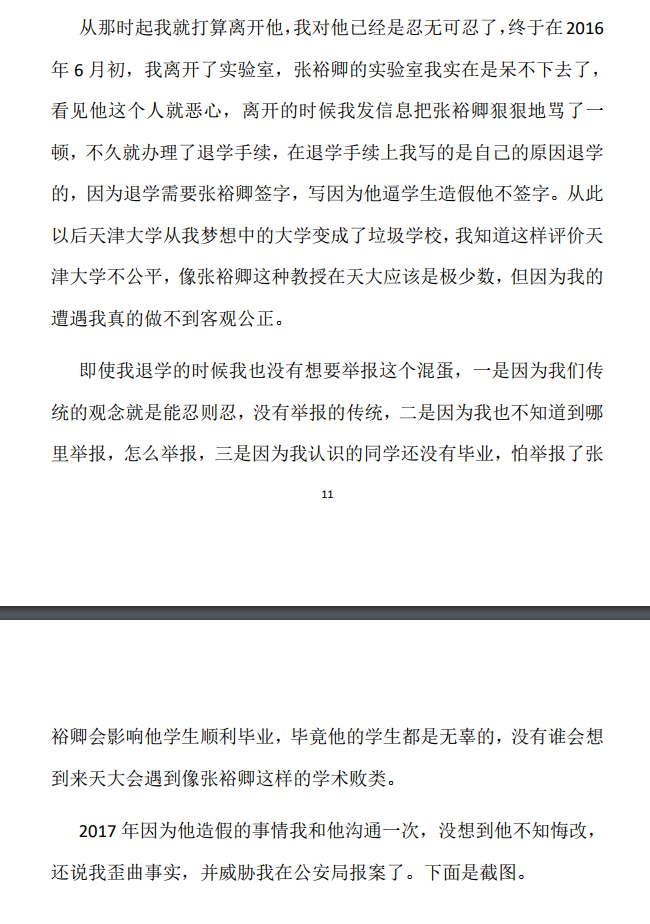 从那时起我就打算离开他，我对他已经是忍无可忍了，终于在 2016
年 6 月初，我离开了实验室，张裕卿的实验室我实在是呆不下去了，
看见他这个人就恶心，离开的时候我发信息把张裕卿狠狠地骂了一
顿，不久就办理了退学手续，在退学手续上我写的是自己的原因退学
的，因为退学需要张裕卿签字，写因为他逼学生造假他不签字。从此
以后天津大学从我梦想中的大学变成了垃圾学校，我知道这样评价天
津大学不公平，像张裕卿这种教授在天大应该是极少数，但因为我的
遭遇我真的做不到客观公正。
即使我退学的时候我也没有想要举报这个混蛋，一是因为我们传
统的观念就是能忍则忍，没有举报的传统，二是因为我也不知道到哪
里举报，怎么举报，三是因为我认识的同学还没有毕业，怕举报了张
11
裕卿会影响他学生顺利毕业，毕竟他的学生都是无辜的，没有谁会想
到来天大会遇到像张裕卿这样的学术败类。
2017 年因为他造假的事情我和他沟通一次，没想到他不知悔改，
还说我歪曲事实，并威胁我在公安局报案了。下面是截图。